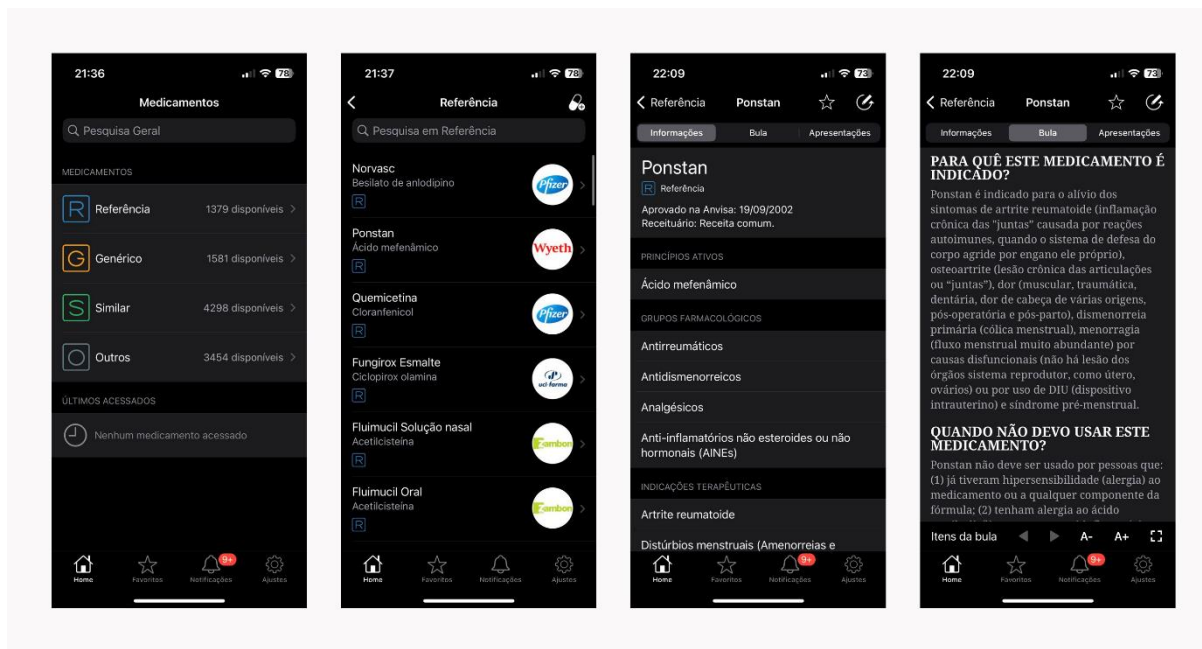 21:36
78
Medicamentos
Pesquisa Geral
MEDICAMENTOS
R Referência 1379 disponíveis
G Genérico 1581 disponíveis
S Similar 4298 disponíveis
O Outros 3454 disponíveis
ÚLTIMOS ACESSADOS
Nenhum medicamento acessado
9+
Home Favoritos Notificações Ajustes
21:37
78
Referência
Pesquisa em Referência
Norvasc
Besilato de anlodipino
R
Pfizer
Ponstan
Ácido mefenâmico
R
Wyeth
Quemicetina
Cloranfenicol
R
Pfizer
Fungirox Esmalte
Ciclopirox olamina
R
uci-farma
Fluimucil Solução nasal
Acetilcisteína
R
Zambon
Fluimucil Oral
Acetilcisteína
R
Zambon
9+
Home Favoritos Notificações Ajustes
22:09
73
Referência Ponstan
Informações Bula Apresentações
Ponstan
R Referência
Aprovado na Anvisa: 19/09/2002
Receituário: Receita comum.
PRINCÍPIOS ATIVOS
Ácido mefenâmico
GRUPOS FARMACOLÓGICOS
Antirreumáticos
Antidismenorreicos
Analgésicos
Anti-inflamatórios não esteroides ou não
hormonais (AINEs)
INDICAÇÕES TERAPÊUTICAS
Artrite reumatoide
Distúrbios menstruais (Amenorreias e
9+
Home Favoritos Notificações Ajustes
22:09
73
Referência Ponstan
Informações Bula Apresentações
PARA QUÊ ESTE MEDICAMENTO É
INDICADO?
Ponstan é indicado para o alívio dos
sintomas de artrite reumatoide (inflamação
crônica das "juntas" causada por reações
autoimunes, quando o sistema de defesa do
corpo agride por engano ele próprio),
osteoartrite (lesão crônica das articulações
ou “juntas”), dor (muscular, traumática,
dentária, dor de cabeça de várias origens,
pós-operatória e pós-parto), dismenorreia
primária (cólica menstrual), menorragia
(fluxo menstrual muito abundante) por
causas disfuncionais (não há lesão dos
órgãos sistema reprodutor, como útero,
ovários) ou por uso de DIU (dispositivo
intrauterino) e síndrome pré-menstrual.
QUANDO NÃO DEVO USAR ESTE
MEDICAMENTO?
Ponstan não deve ser usado por pessoas que:
(1) já tiveram hipersensibilidade (alergia) ao
medicamento ou a qualquer componente da
fórmula; (2) tenham alergia ao ácido
Itens da bula A- A+
9+
Home Favoritos Notificações Ajustes